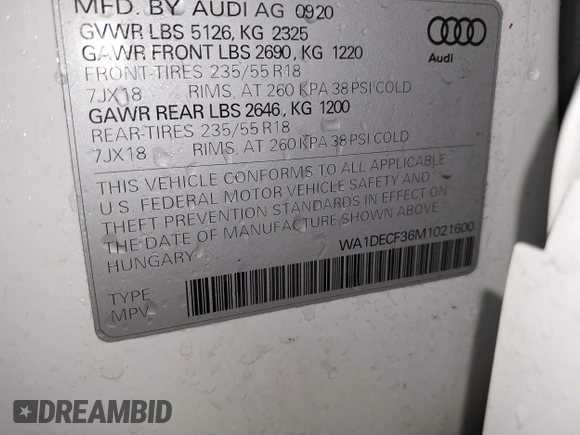 MFD. BY AUDI AG 09/20
GVWR LBS 5126, KG 2325
GAWR FRONT LBS 2690, KG 1220
FRONT-TIRES 235/55 R18
7JX18 RIMS, AT 260 KPA 38 PSI COLD
GAWR REAR LBS 2646, KG 1200
REAR-TIRES 235/55 R18
7JX18 RIMS, AT 260 KPA 38 PSI COLD
Audi
THIS VEHICLE CONFORMS TO ALL APPLICABLE
U.S. FEDERAL MOTOR VEHICLE SAFETY AND
THEFT PREVENTION STANDARDS IN EFFECT ON
THE DATE OF MANUFACTURE SHOWN ABOVE.
HUNGARY
WA1DECF36M1021600
TYPE
MPV
DREAMBID